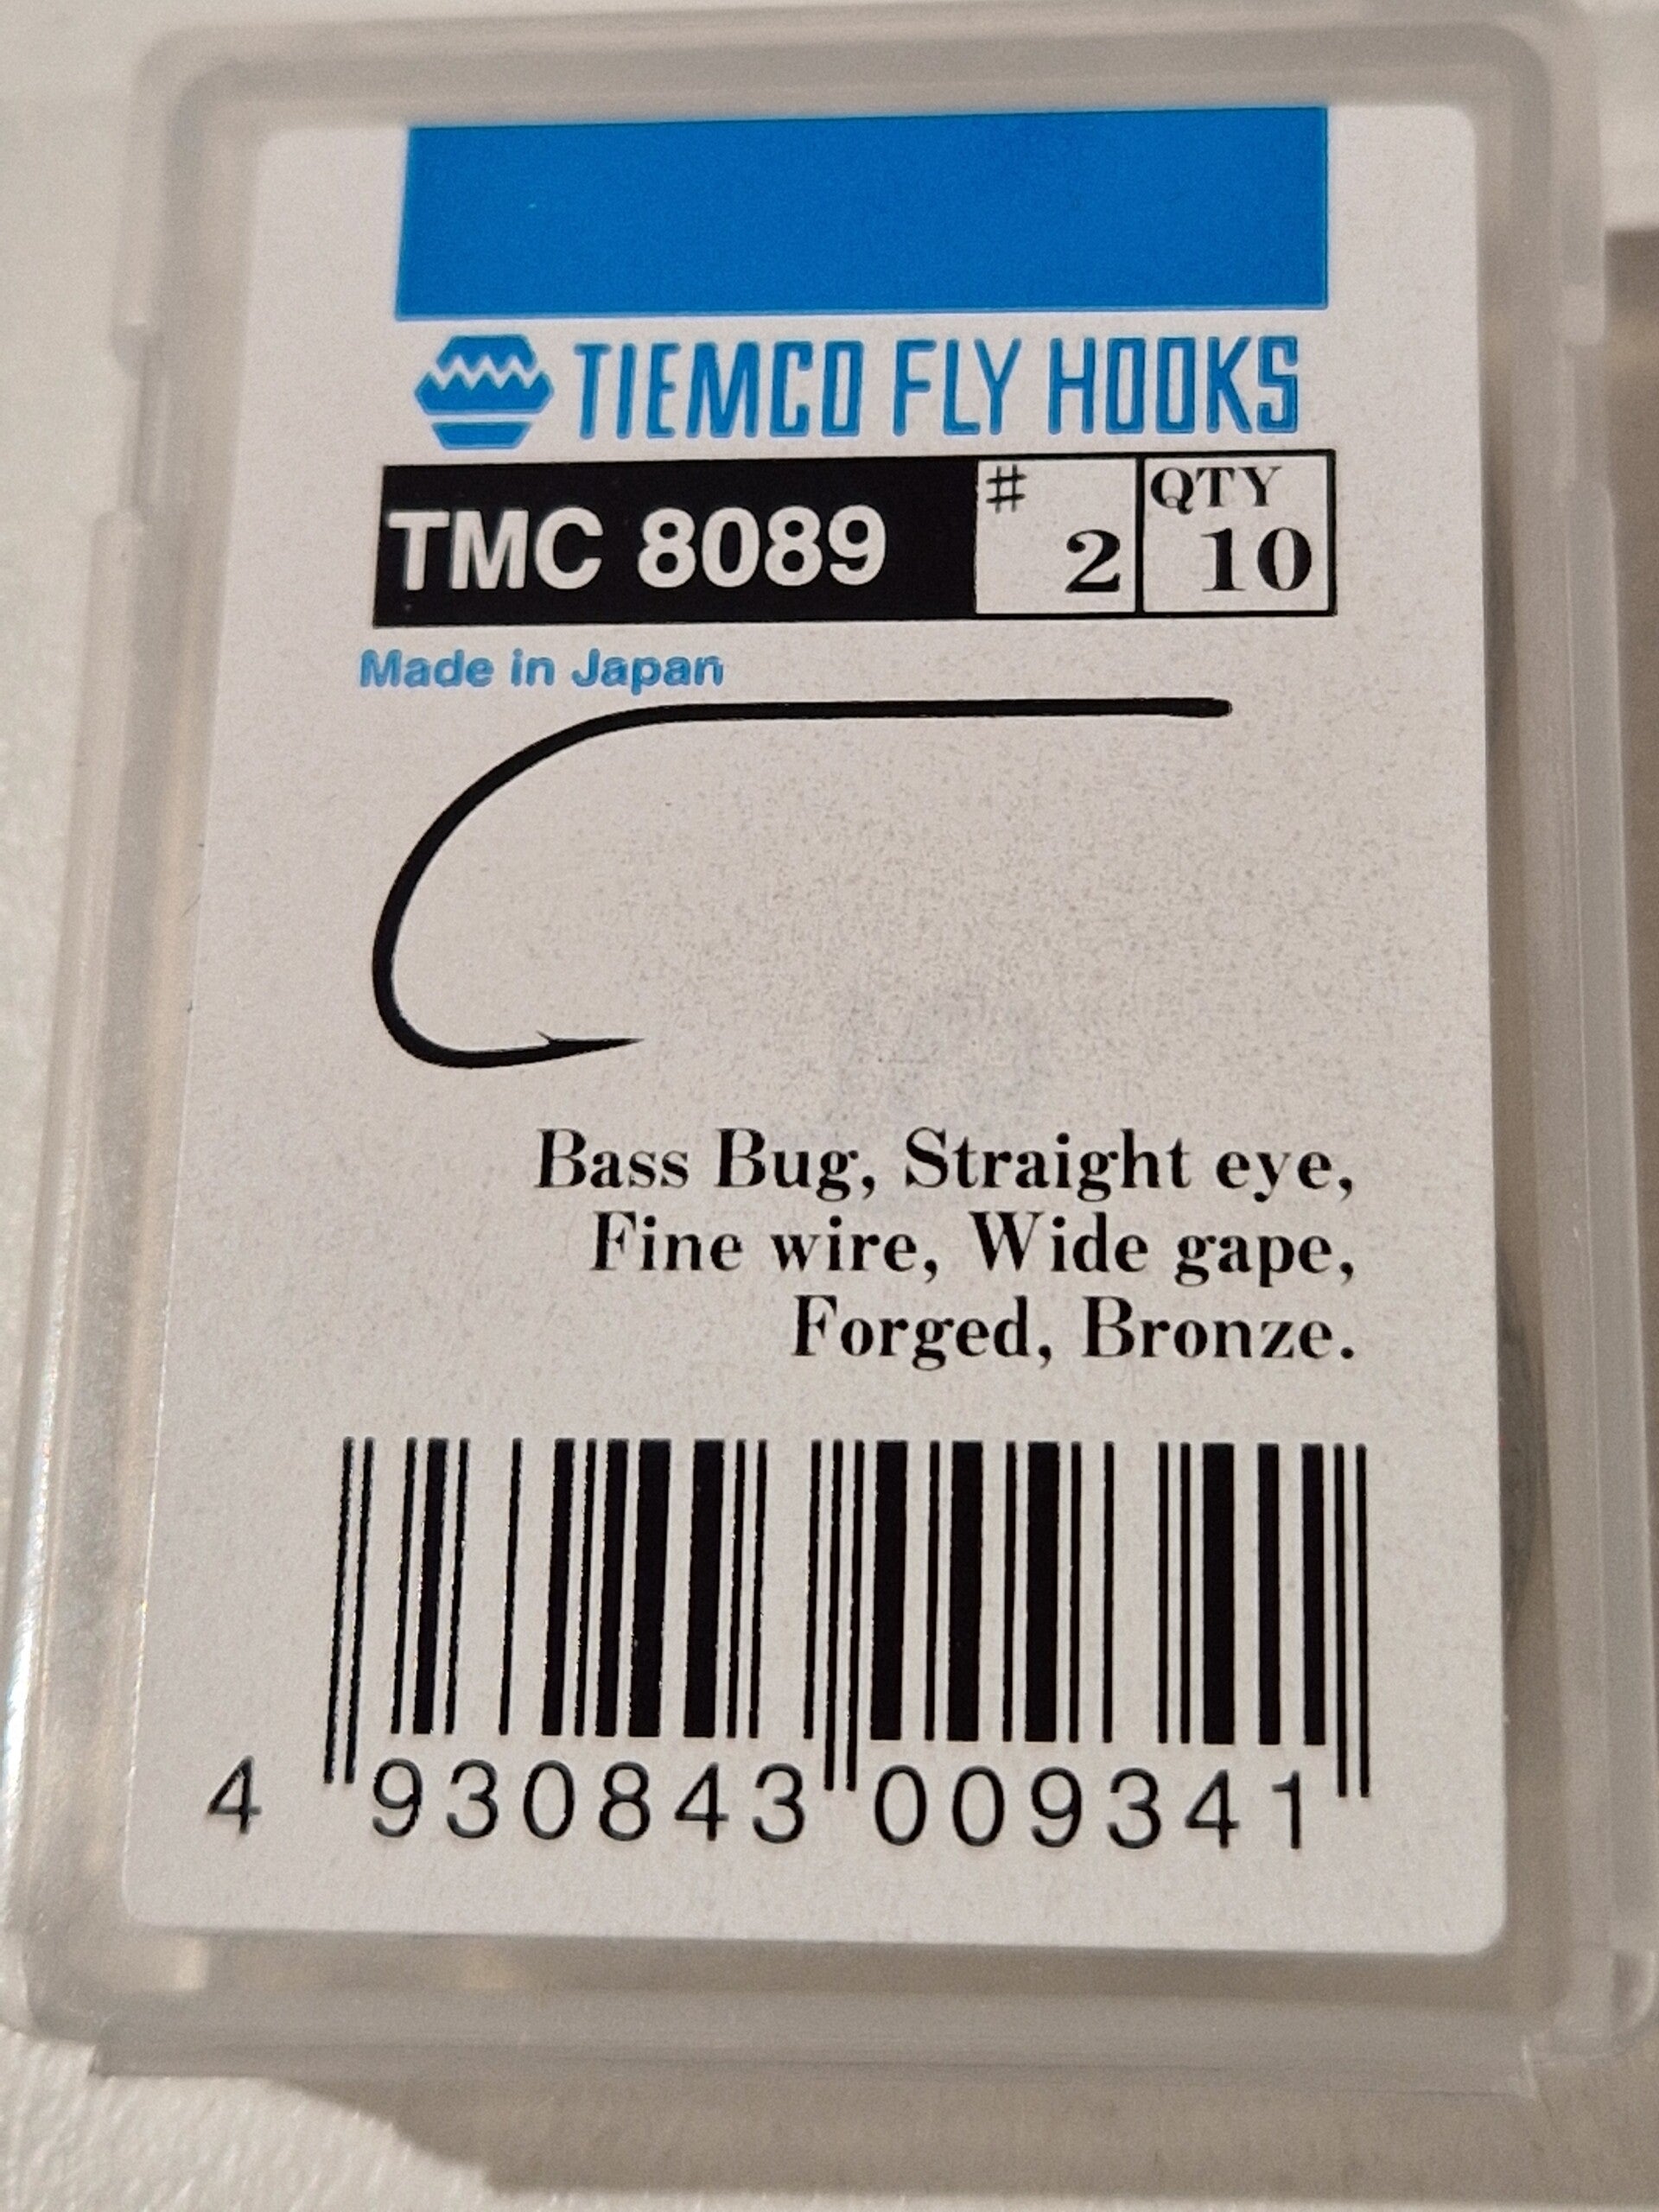 TIEMCO FLY HOOKS
TMC 8089 # 2 QTY 10
Made in Japan
Bass Bug, Straight eye,
Fine wire, Wide gape,
Forged, Bronze.
4 930843 009341